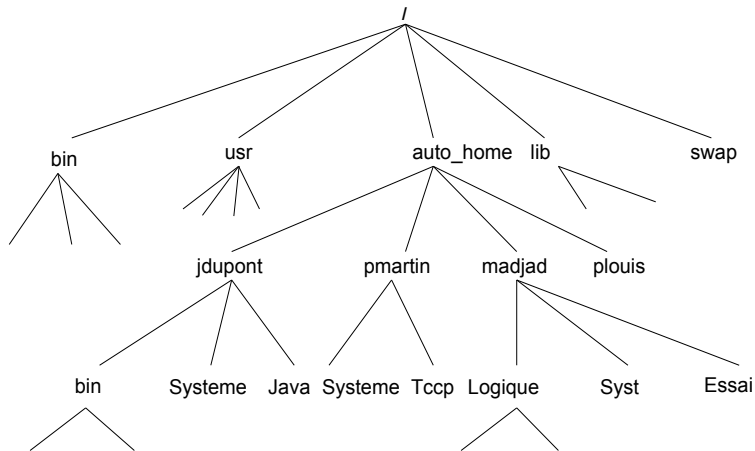 /
bin usr auto_home lib swap
jdupont pmartin madjad plouis
bin Systeme Java Systeme Tccp Logique Syst Essai